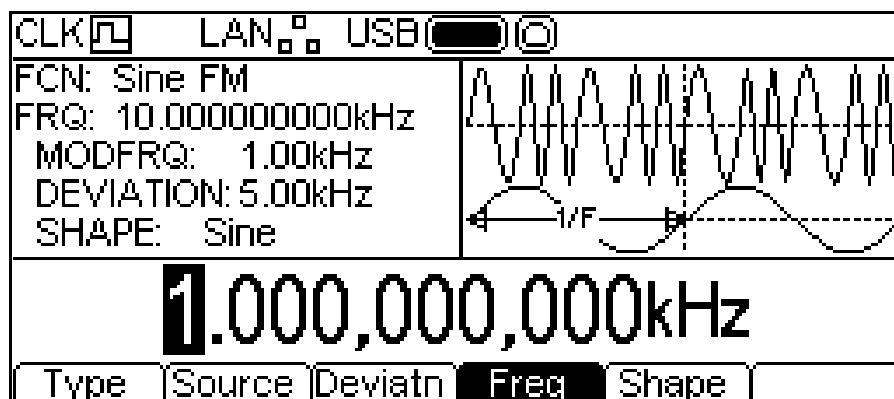 CLK LAN USB
FCN: Sine FM
FRQ: 10.000000000kHz
MODFRQ: 1.00kHz
DEVIATION: 5.00kHz
SHAPE: Sine
1/F
1.000,000,000kHz
Type Source Deviatn Freq Shape